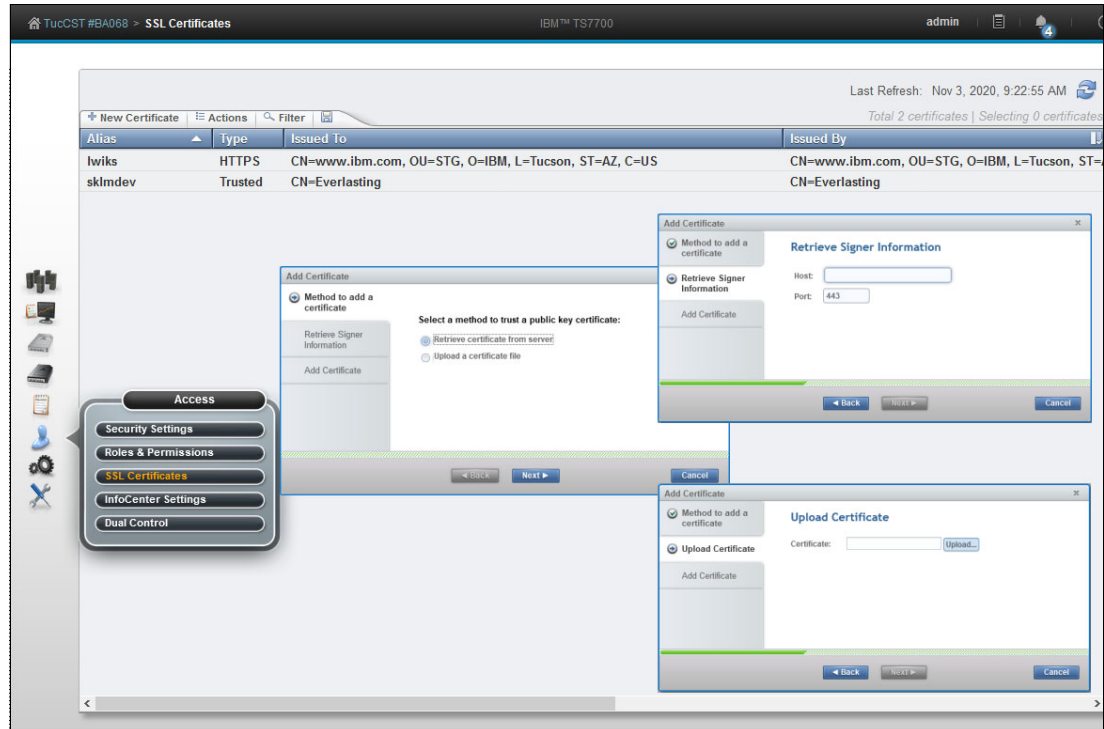 TucCST #BA068 > SSL Certificates
IBM™ TS7700
admin
4
Last Refresh: Nov 3, 2020, 9:22:55 AM
New Certificate
Actions
Filter
Total 2 certificates | Selecting 0 certificates
Alias Type Issued To Issued By
lwiks HTTPS CN=www.ibm.com, OU=STG, O=IBM, L=Tucson, ST=AZ, C=US CN=www.ibm.com, OU=STG, O=IBM, L=Tucson, ST=
sklmdev Trusted CN=Everlasting CN=Everlasting
Access
Security Settings
Roles & Permissions
SSL Certificates
InfoCenter Settings
Dual Control
Add Certificate
Method to add a
certificate
Retrieve Signer
Information
Add Certificate
Select a method to trust a public key certificate:
Retrieve certificate from server
Upload a certificate file
Back
Next
Cancel
Add Certificate
Method to add a
certificate
Retrieve Signer
Information
Add Certificate
Retrieve Signer Information
Host:
Port: 443
Back
Next
Cancel
Add Certificate
Method to add a
certificate
Upload Certificate
Add Certificate
Upload Certificate
Certificate:
Upload...
Back
Next
Cancel